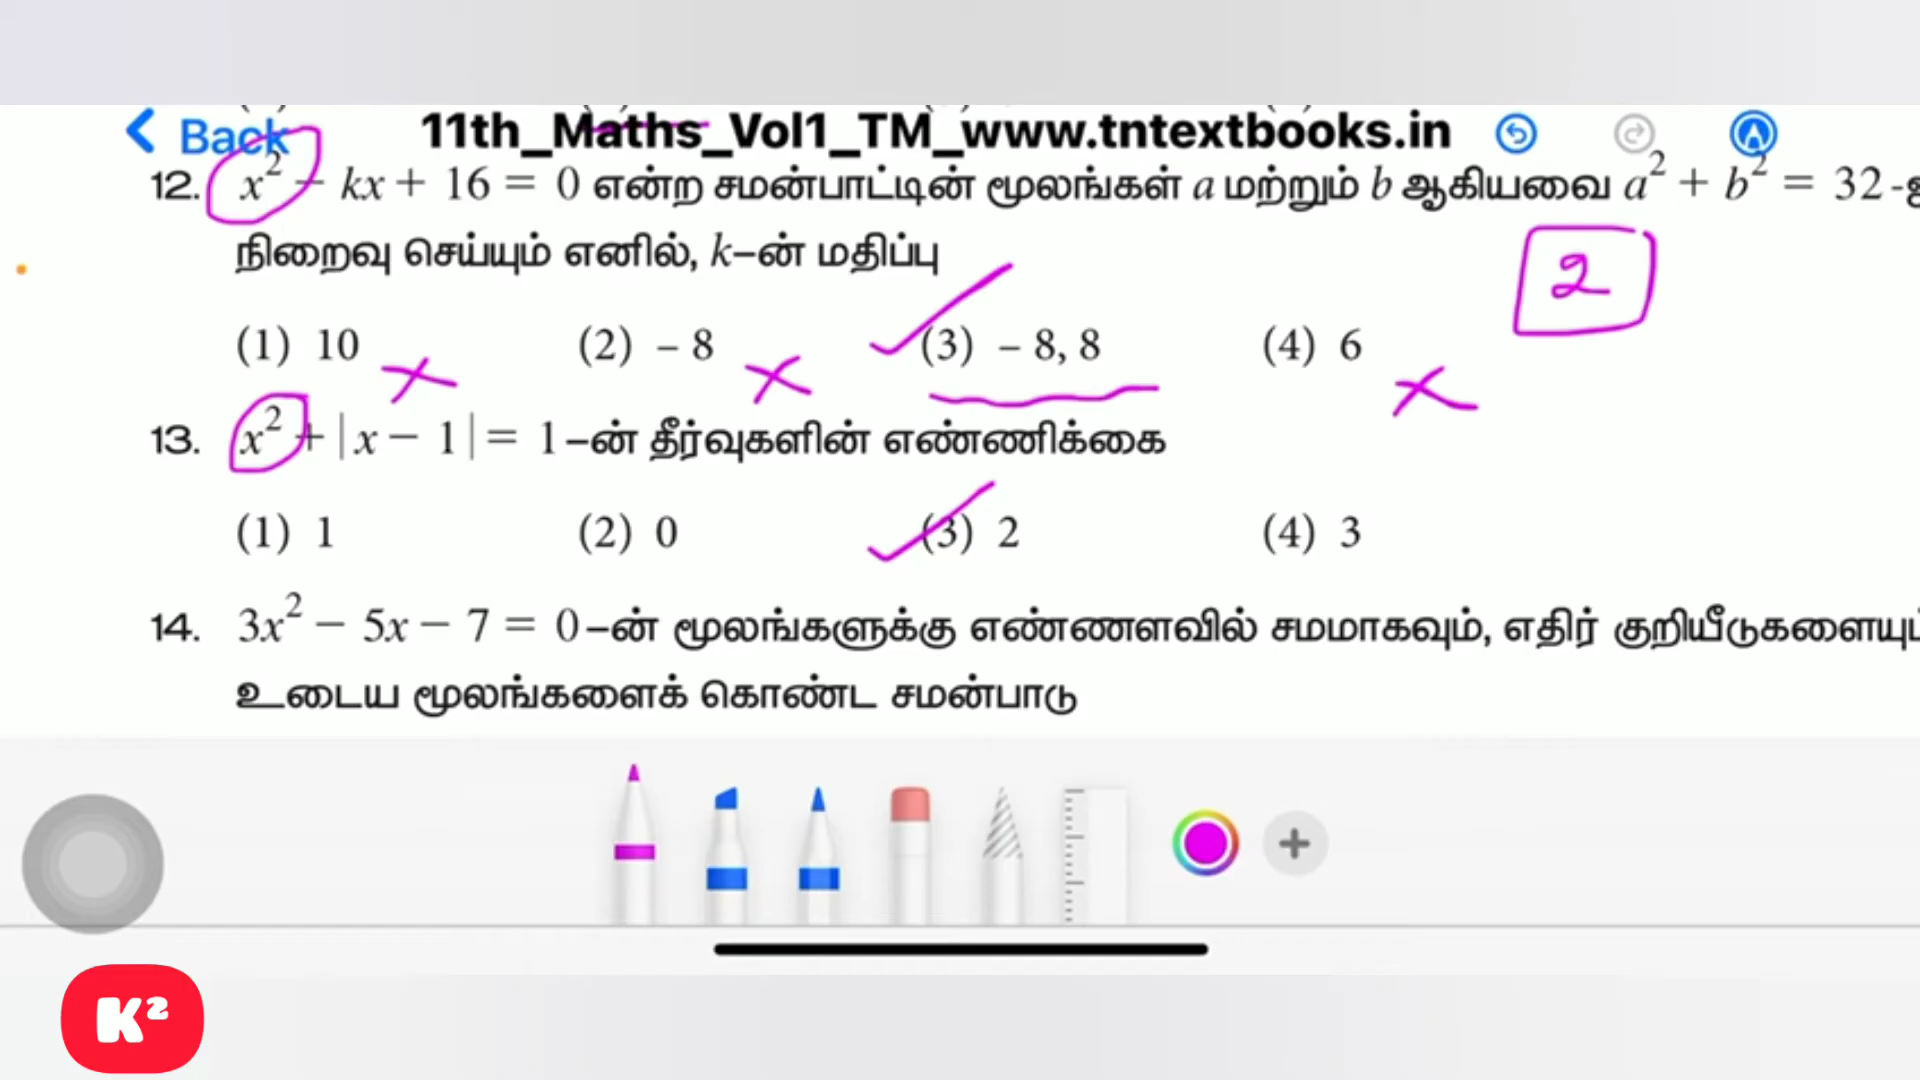 Back 11th_Maths_Vol1_TM_www.tntextbooks.in
12. x² − kx + 16 = 0 என்ற சமன்பாட்டின் மூலங்கள் a மற்றும் b ஆகியவை a² + b² = 32 -ஐ
நிறைவு செய்யும் எனில், k–ன் மதிப்பு
2
(1) 10 (2) – 8 (3) – 8, 8 (4) 6
13. x² + |x − 1| = 1–ன் தீர்வுகளின் எண்ணிக்கை
(1) 1 (2) 0 (3) 2 (4) 3
14. 3x² − 5x − 7 = 0–ன் மூலங்களுக்கு எண்ணளவில் சமமாகவும், எதிர் குறியீடுகளையும்
உடைய மூலங்களைக் கொண்ட சமன்பாடு
K²